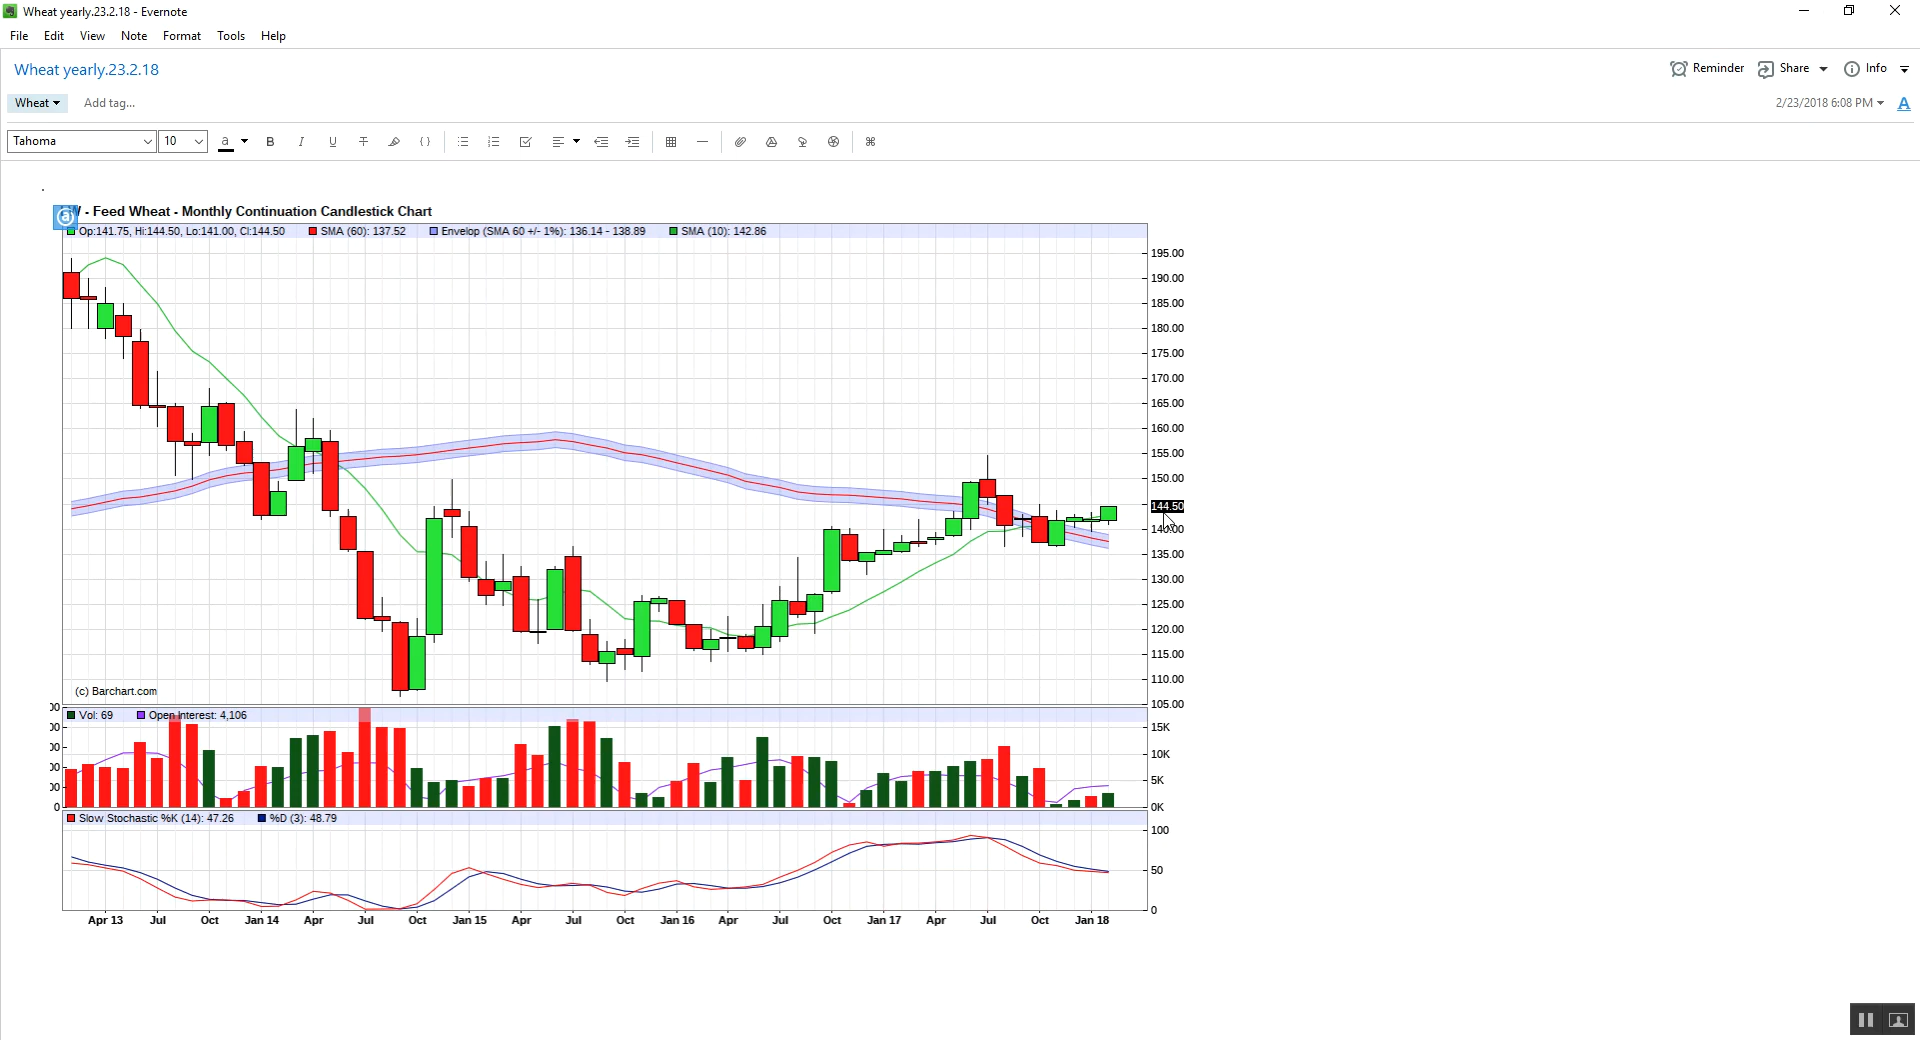 Wheat yearly.23.2.18 - Evernote
File Edit View Note Format Tools Help
Wheat yearly.23.2.18
Reminder Share Info
Wheat Add tag...
2/23/2018 6:08 PM A
Tahoma 10 a B I U T { }
- Feed Wheat - Monthly Continuation Candlestick Chart
Op:141.75, Hi:144.50, Lo:141.00, Cl:144.50 SMA (60): 137.52 Envelop (SMA 60 +/- 1%): 136.14 - 138.89 SMA (10): 142.86
195.00
190.00
185.00
180.00
175.00
170.00
165.00
160.00
155.00
150.00
144.50
140.00
135.00
130.00
125.00
120.00
115.00
110.00
105.00
(c) Barchart.com
Vol: 69 Open Interest: 4,106
15K
10K
5K
0 0K
Slow Stochastic %K (14): 47.26 %D (3): 48.79
100
50
0
Apr 13 Jul Oct Jan 14 Apr Jul Oct Jan 15 Apr Jul Oct Jan 16 Apr Jul Oct Jan 17 Apr Jul Oct Jan 18